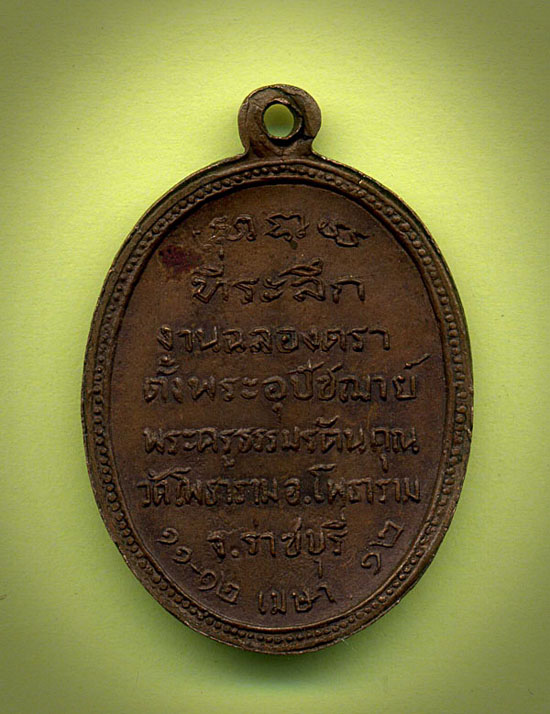 ที่ระลึก
งานฉลองตรา
ตั้งพระอุปัชฌาย์
พระครูธรรมรัตนคุณ
วัดโพธาราม อ.โพธาราม
จ.ราชบุรี
๑๑-๑๒ เมษา ๑๒